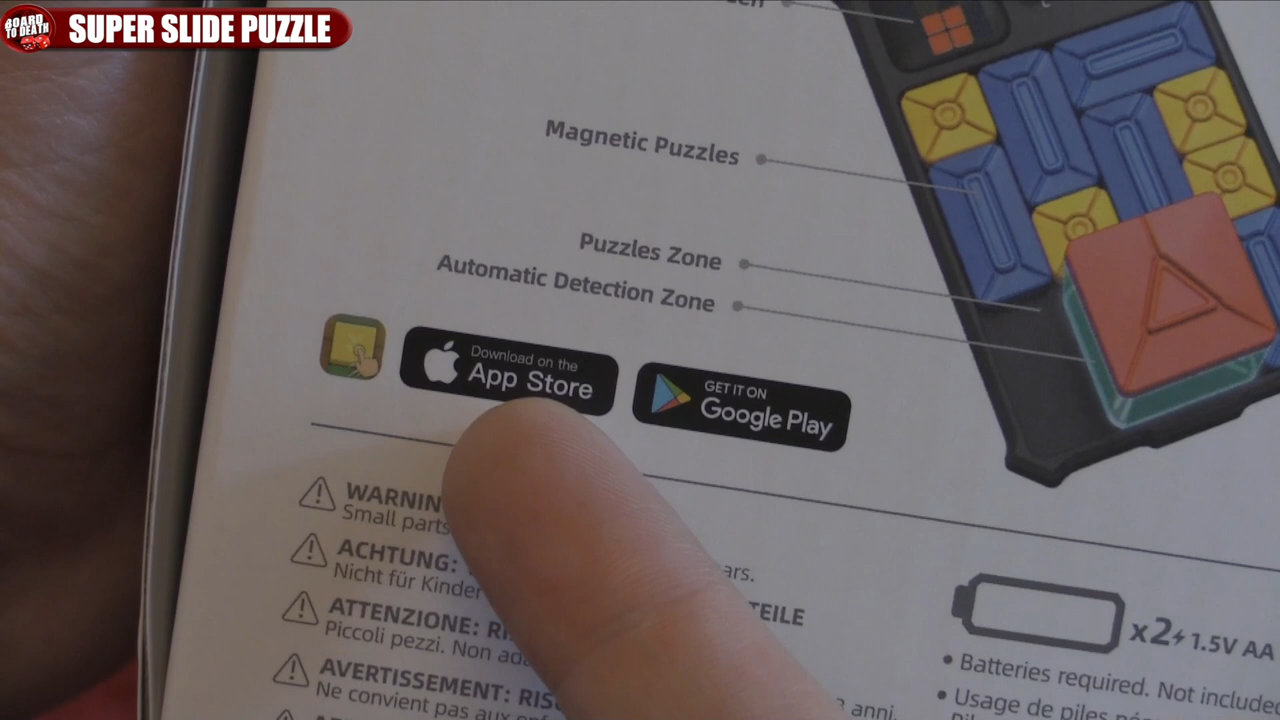 BOARD TO DEATH
SUPER SLIDE PUZZLE
Magnetic Puzzles
Puzzles Zone
Automatic Detection Zone
Download on the
App Store
GET IT ON
Google Play
Small parts
ars.
ACHTUNG:
Nicht für Kinder
TEILE
ATTENZIONE:
Piccoli pezzi. Non
anni.
AVERTISSEMENT:
Ne convient pas aux
x2 1.5V AA
• Batteries required. Not
• Usage de piles